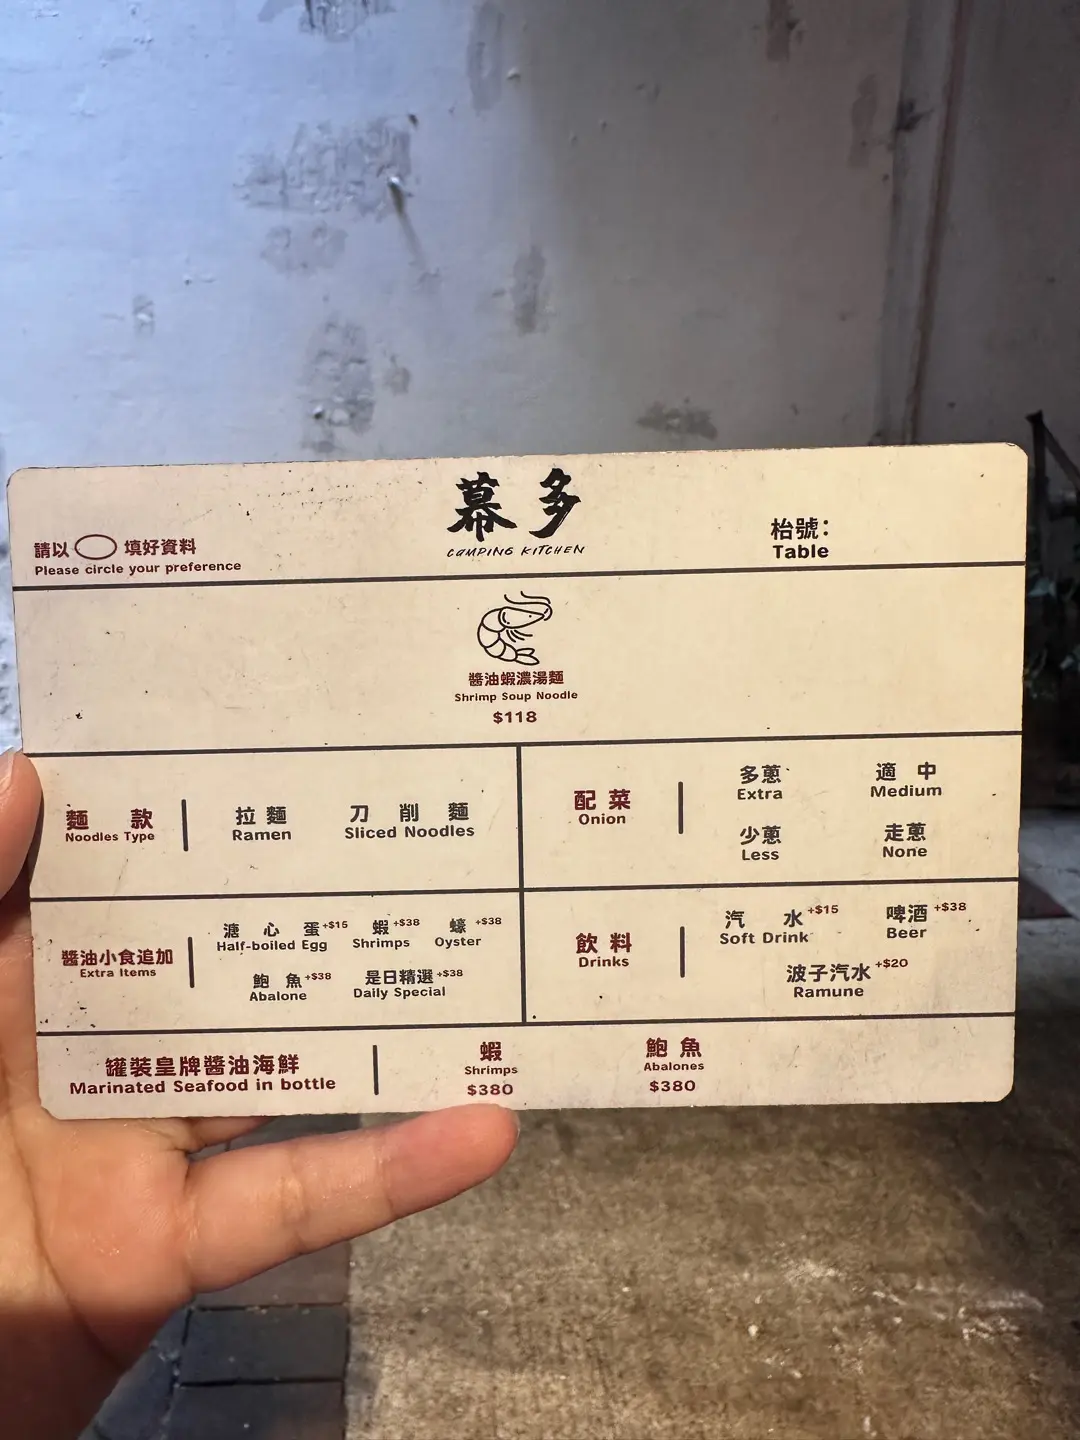 幕多
CAMPING KITCHEN
請以 填好資料
Please circle your preference
枱號:
Table
醬油蝦濃湯麵
Shrimp Soup Noodle
$118
麵款
Noodles Type
拉麵
Ramen
刀削麵
Sliced Noodles
配菜
Onion
多蔥
Extra
適中
Medium
少蔥
Less
走蔥
None
醬油小食追加
Extra Items
溏心蛋+$15
Half-boiled Egg
蝦+$38
Shrimps
蠔+$38
Oyster
鮑魚+$38
Abalone
是日精選+$38
Daily Special
飲料
Drinks
汽水+$15
Soft Drink
啤酒+$38
Beer
波子汽水+$20
Ramune
罐裝皇牌醬油海鮮
Marinated Seafood in bottle
蝦
Shrimps
$380
鮑魚
Abalones
$380